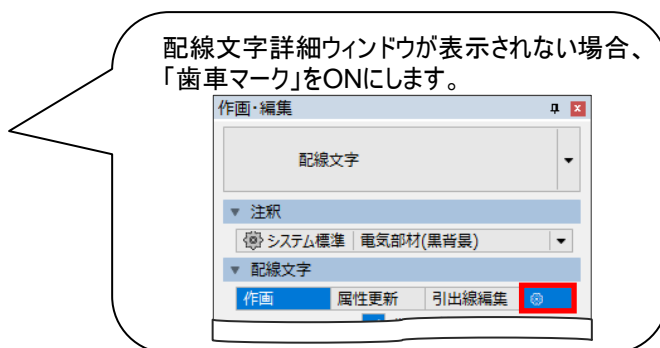 配線文字詳細ウィンドウが表示されない場合、
「歯車マーク」をONにします。
作画・編集
配線文字
注釈
システム標準 電気部材(黒背景)
配線文字
作画 属性更新 引出線編集